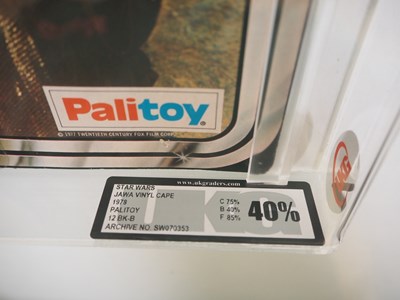 Palitoy
© 1977 TWENTIETH CENTURY FOX FILM CORP.
www.ukgraders.com
STAR WARS
JAWA VINYL CAPE
1978
PALITOY
12 BK-B
ARCHIVE NO. SW070353
C 75%
B 40%
F 85%
40%